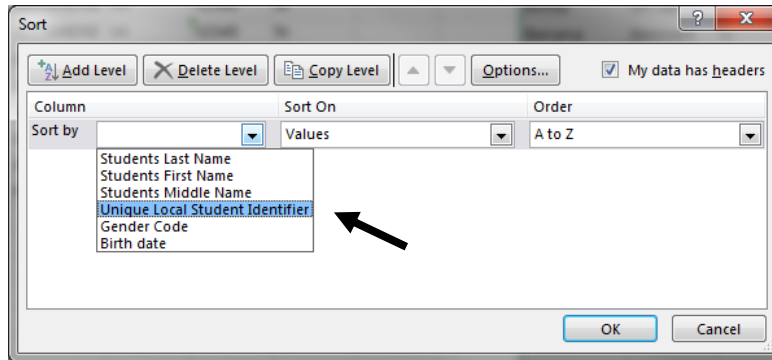 Sort
Add Level Delete Level Copy Level Options... My data has headers
Column Sort On Order
Sort by Values A to Z
Students Last Name
Students First Name
Students Middle Name
Unique Local Student Identifier
Gender Code
Birth date
OK Cancel